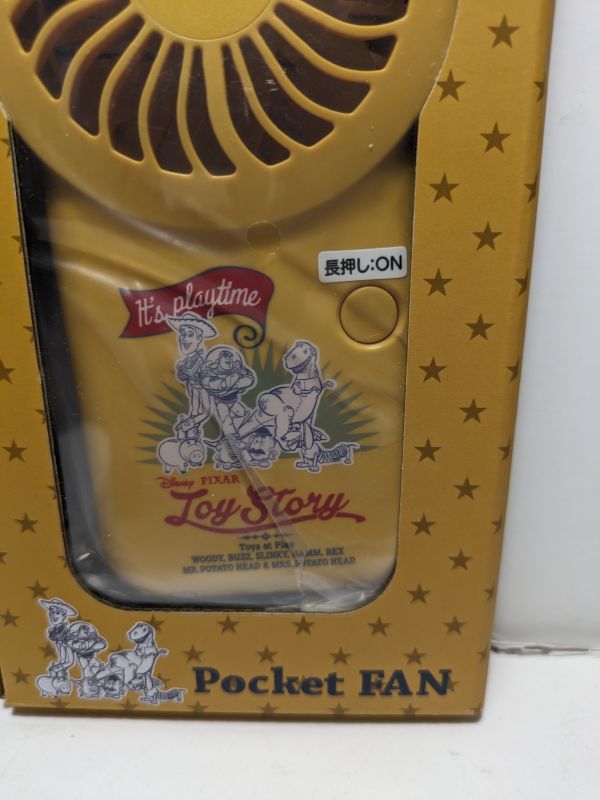 長押し:ON
It's playtime
Disney · PIXAR
Toy Story
Toys at Play
WOODY, BUZZ, SLINKY, HAMM, REX
MR. POTATO HEAD & MRS. POTATO HEAD
Pocket FAN